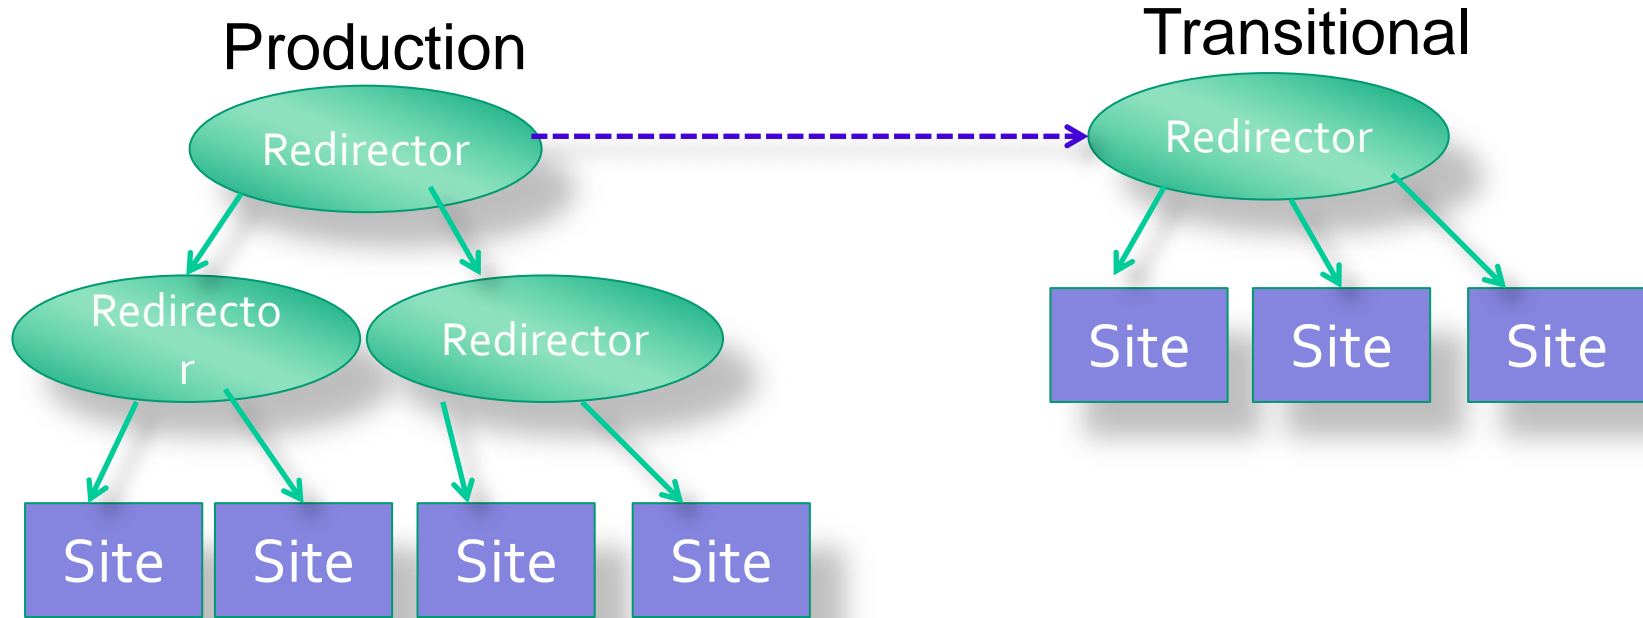 Production
Transitional
Redirector
Redirector
Redirecto
r
Redirector
Site
Site
Site
Site
Site
Site
Site